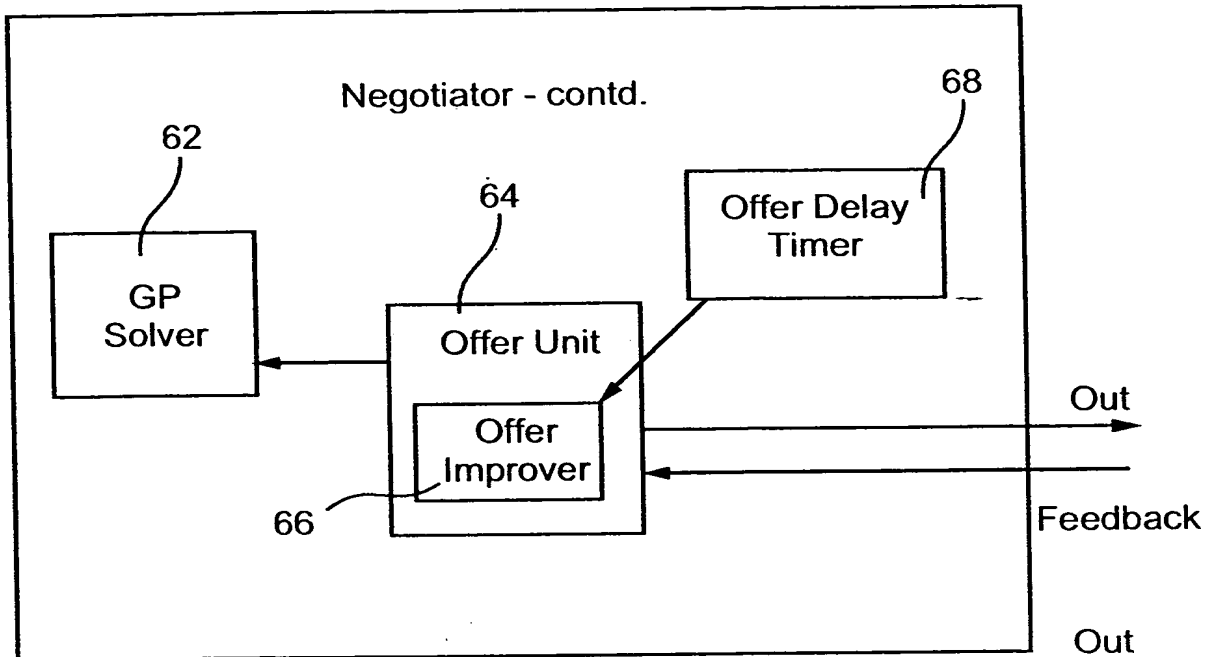 Negotiator - contd.
68
62
64
Offer Delay
Timer
GP
Solver
Offer Unit
Offer
Improver
66
Out
Feedback
Out